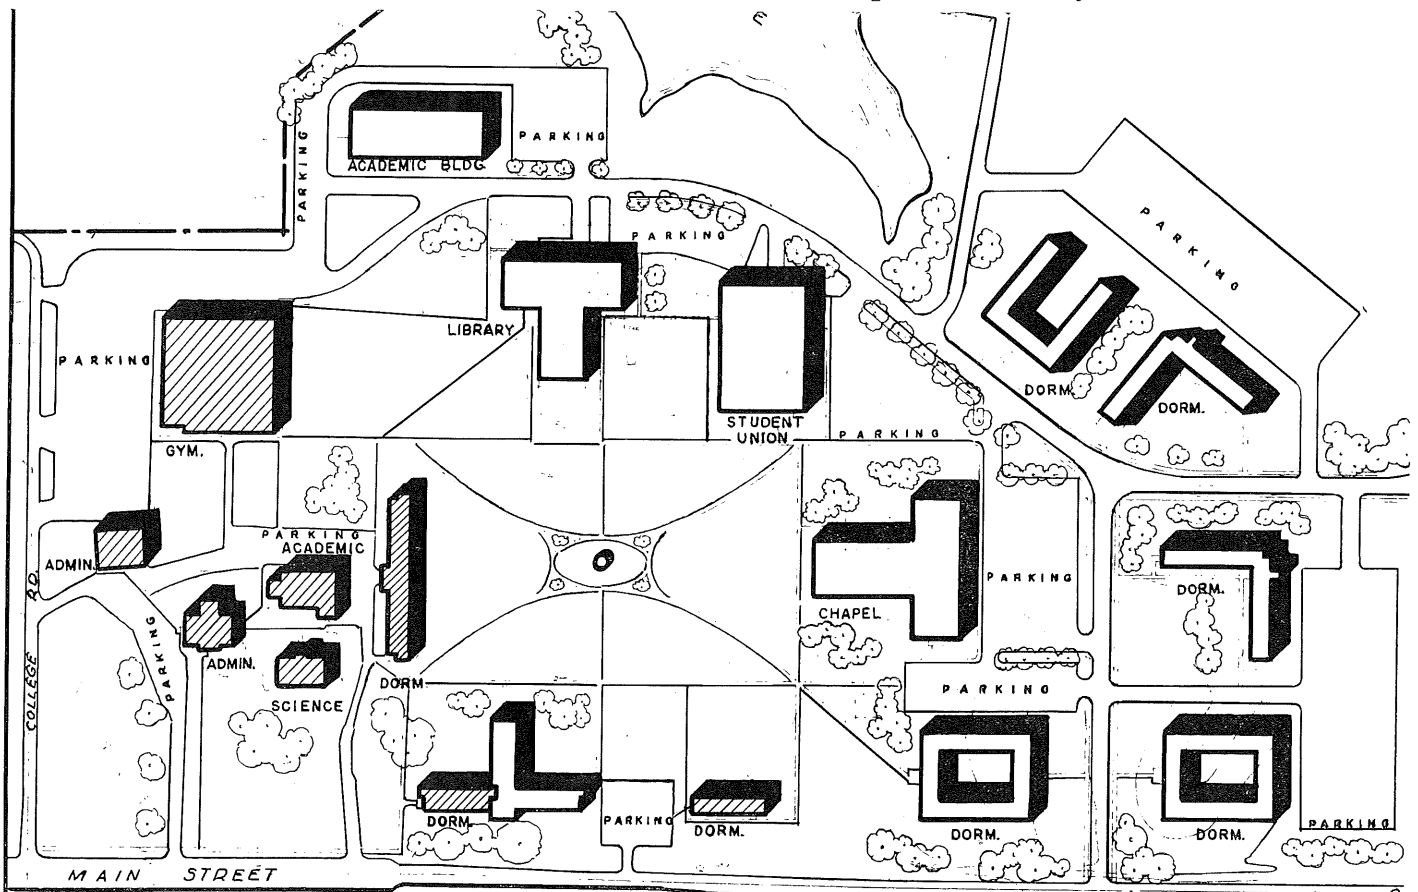 E
PARKING
PARKING
ACADEMIC BLDG.
PARKING
PARKING
LIBRARY
PARKING
DORM.
DORM.
STUDENT
UNION
PARKING
GYM.
PARKING
ACADEMIC
ADMIN.
PARKING
DORM.
CHAPEL
COLLEGE RD.
PARKING
ADMIN.
SCIENCE
DORM
PARKING
DORM.
PARKING
DORM.
DORM.
DORM.
PARKING
MAIN STREET